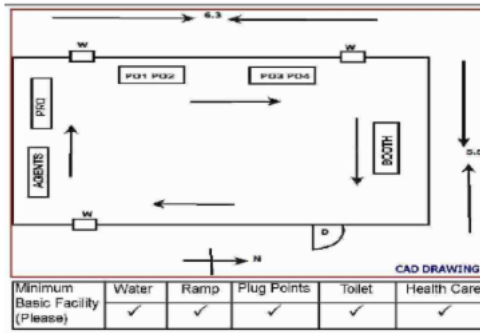 6.3
W
W
PO1 PO2
PO3 PO4
PRO
BOOTH
AGENTS
W
D
N
CAD DRAWING
Minimum Basic Facility (Please)
Water
Ramp
Plug Points
Toilet
Health Care
✓ ✓ ✓ ✓ ✓